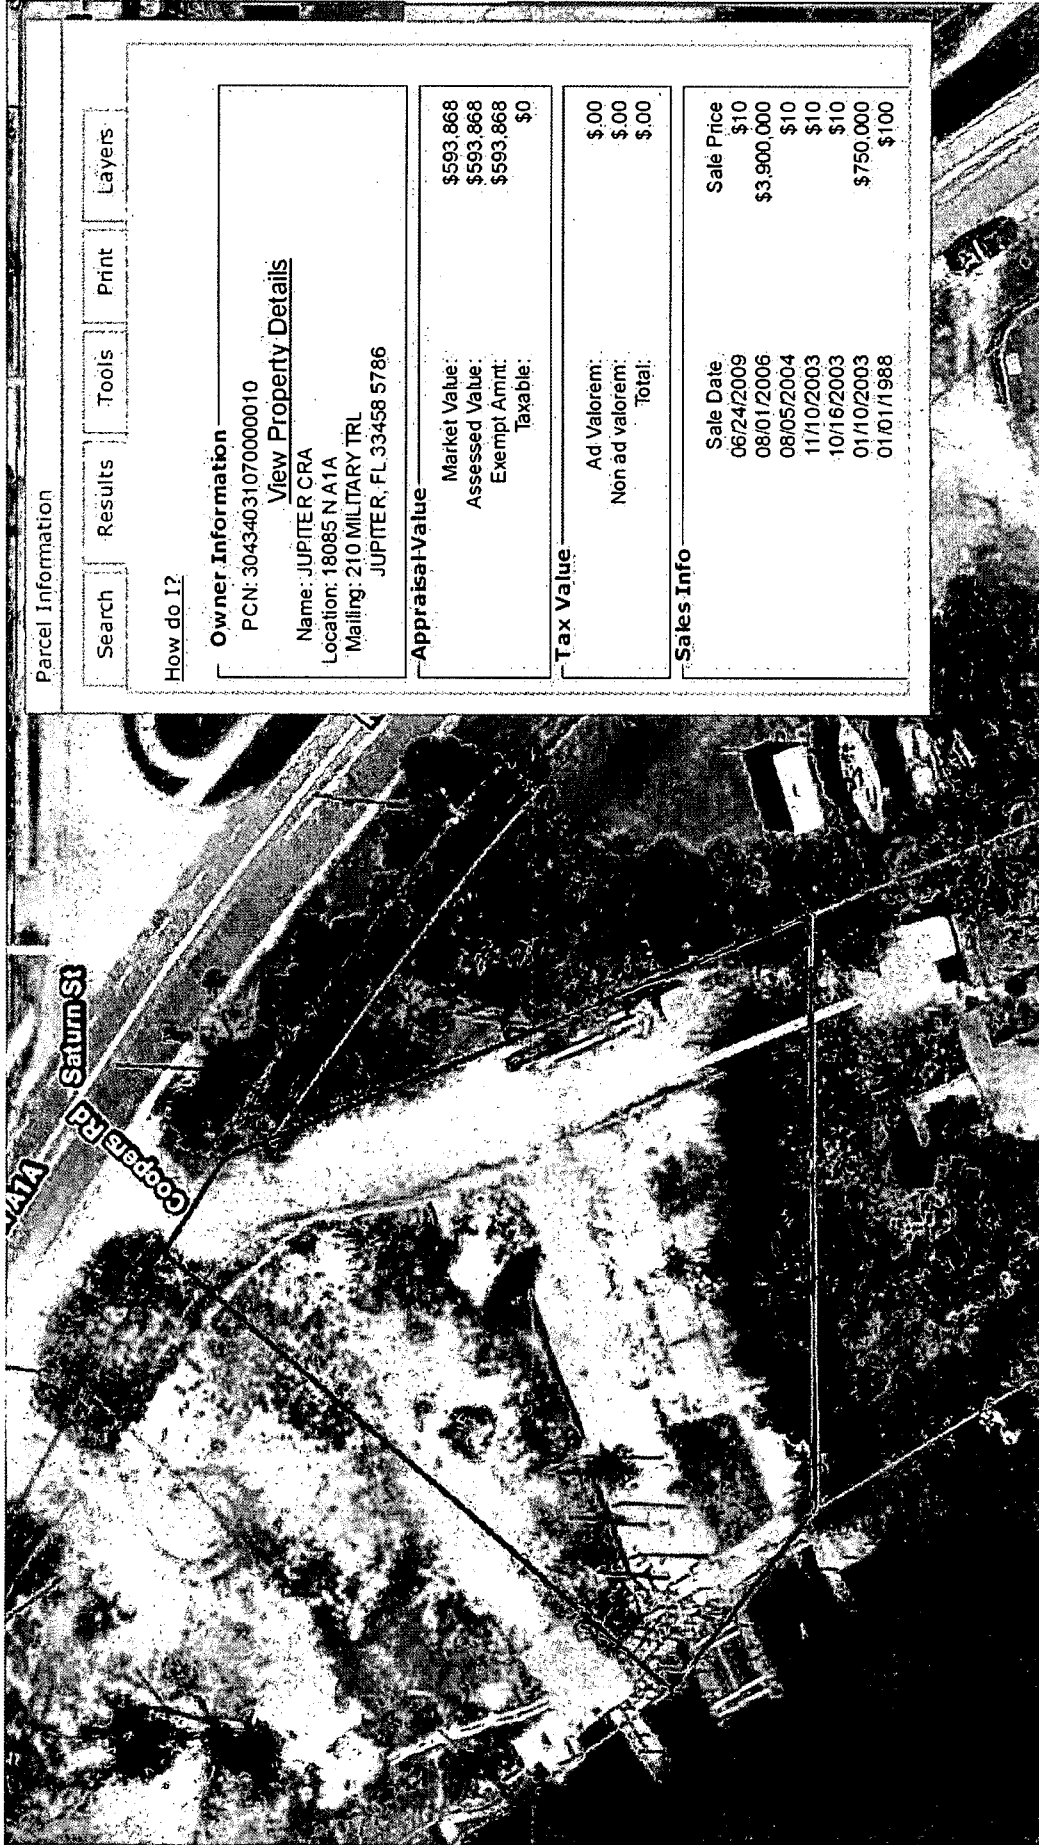 Parcel Information
Search Results Tools Print Layers
How do I?
Owner Information
PCN: 30434031070000010
View Property Details
Name: JUPITER CRA
Location: 18085 N A1A
Mailing: 210 MILITARY TRL
JUPITER, FL 33458 5786
Appraisal Value
Market Value: $593,868
Assessed Value: $593,868
Exempt Amnt: $593,868
Taxable: $0
Tax Value
Ad Valorem: $.00
Non ad valorem: $.00
Total: $.00
Sales Info
Sale Date Sale Price
06/24/2009 $10
08/01/2006 $3,900,000
08/05/2004 $10
11/10/2003 $10
10/16/2003 $10
01/10/2003 $750,000
01/01/1988 $100
Saturn St
Coopers Rd
/A1A